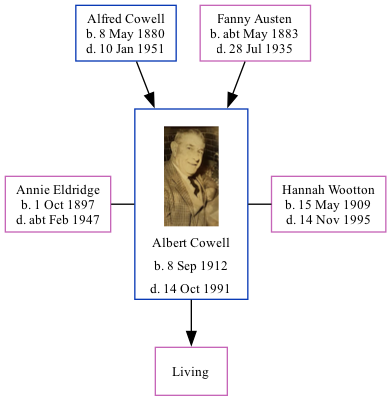 Alfred Cowell
b. 8 May 1880
d. 10 Jan 1951
Fanny Austen
b. abt May 1883
d. 28 Jul 1935
Annie Eldridge
b. 1 Oct 1897
d. abt Feb 1947
Albert Cowell
b. 8 Sep 1912
d. 14 Oct 1991
Hannah Wootton
b. 15 May 1909
d. 14 Nov 1995
Living